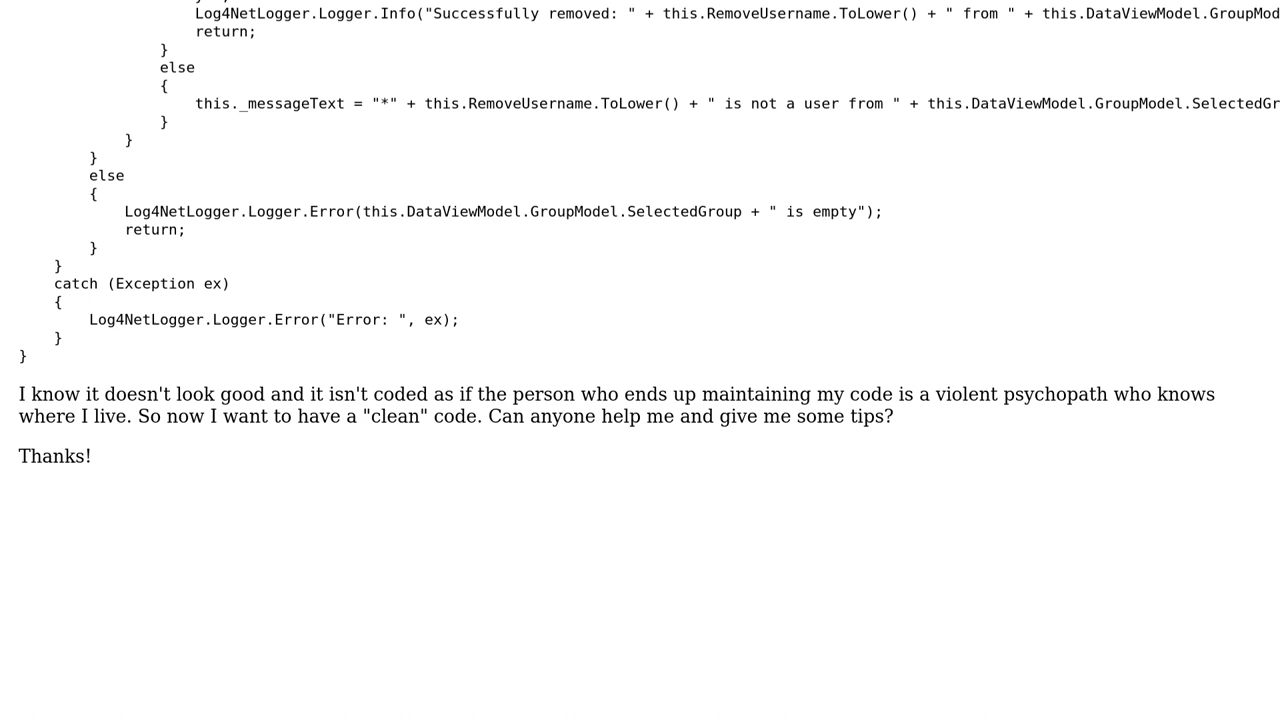 Log4NetLogger.Logger.Info("Successfully removed: " + this.RemoveUsername.ToLower() + " from " + this.DataViewModel.GroupMod
return;
}
else
{
this._messageText = "*" + this.RemoveUsername.ToLower() + " is not a user from " + this.DataViewModel.GroupModel.SelectedGr
}
}
}
else
{
Log4NetLogger.Logger.Error(this.DataViewModel.GroupModel.SelectedGroup + " is empty");
return;
}
}
catch (Exception ex)
{
Log4NetLogger.Logger.Error("Error: ", ex);
}
}
I know it doesn't look good and it isn't coded as if the person who ends up maintaining my code is a violent psychopath who knows
where I live. So now I want to have a "clean" code. Can anyone help me and give me some tips?
Thanks!